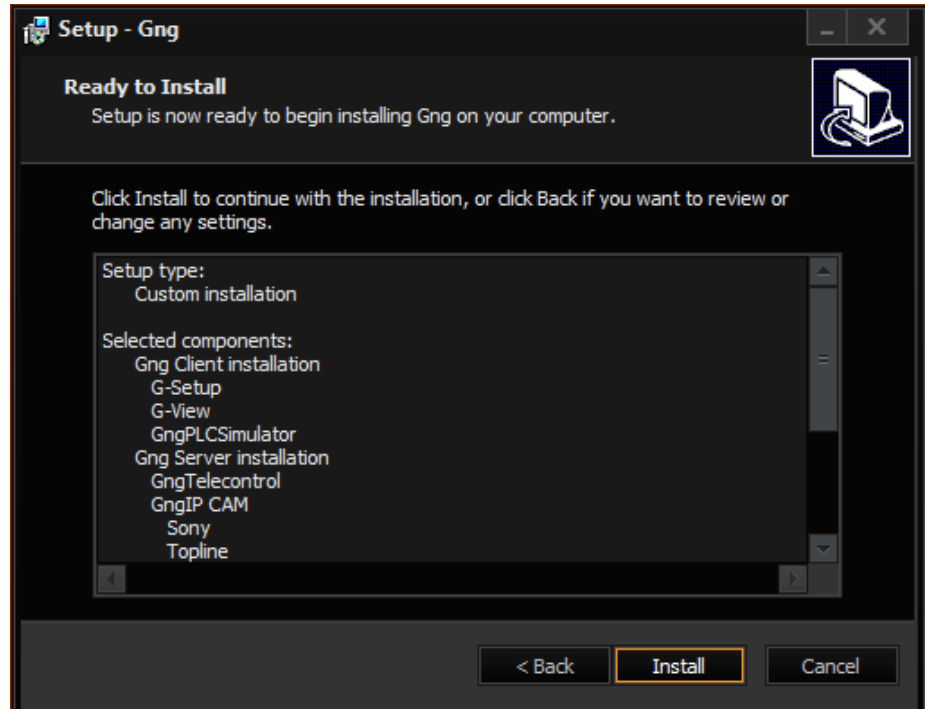 Setup - Gng
Ready to Install
Setup is now ready to begin installing Gng on your computer.
Click Install to continue with the installation, or click Back if you want to review or
change any settings.
Setup type:
Custom installation
Selected components:
Gng Client installation
G-Setup
G-View
GngPLCSimulator
Gng Server installation
GngTelecontrol
GngIP CAM
Sony
Topline
< Back Install Cancel